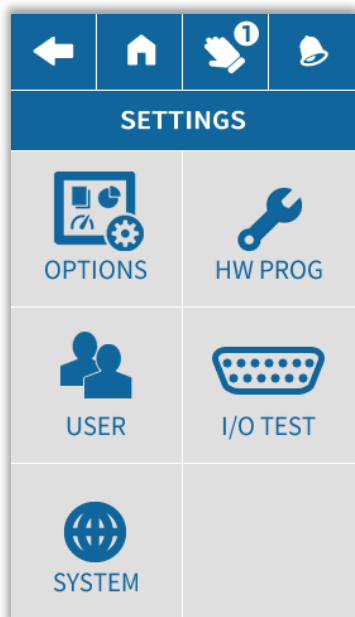 1
SETTINGS
OPTIONS
HW PROG
USER
I/O TEST
SYSTEM